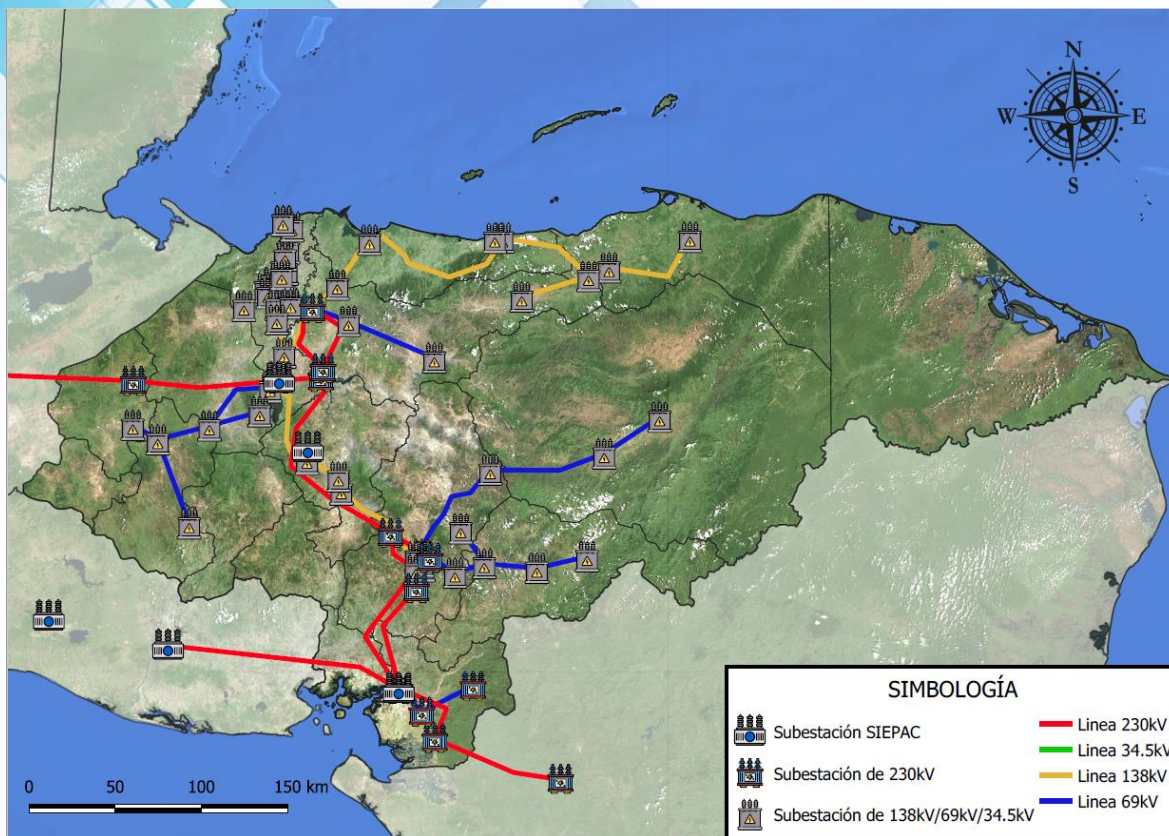 N
W
E
S
SIMBOLOGÍA
Subestación SIEPAC
Subestación de 230kV
Subestación de 138kV/69kV/34.5kV
Linea 230kV
Linea 34.5kV
Linea 138kV
Linea 69kV
0 50 100 150 km